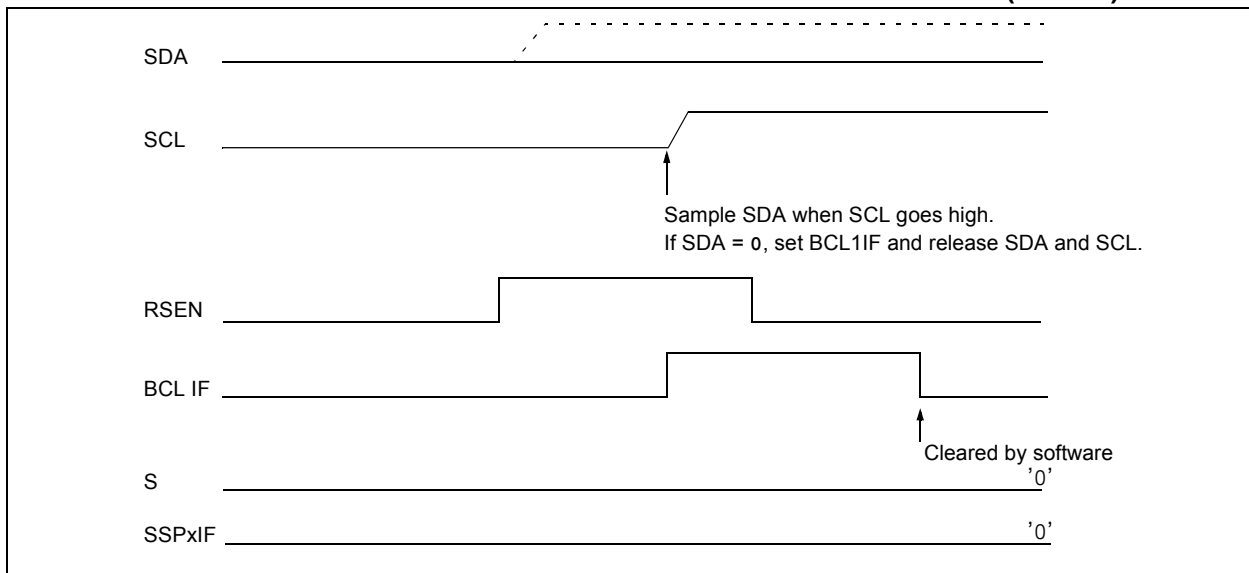 SDA
SCL
Sample SDA when SCL goes high.
If SDA = 0, set BCL1IF and release SDA and SCL.
RSEN
BCL IF
Cleared by software
S
'0'
SSPxIF
'0'